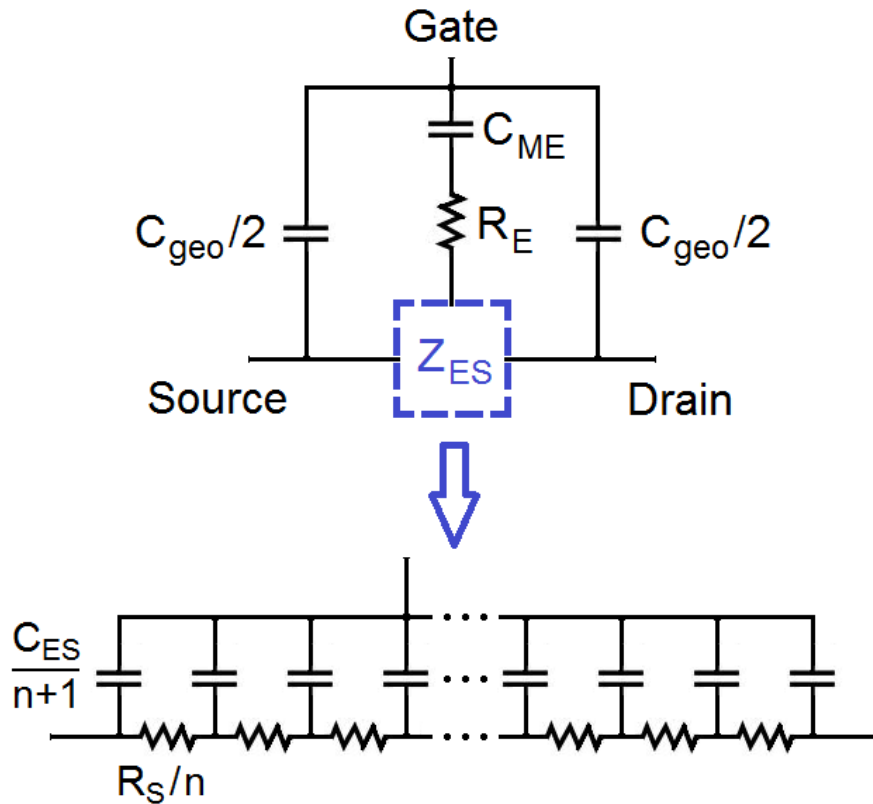 Gate
C_ME
C_geo/2
R_E
C_geo/2
Z_ES
Source
Drain
C_ES
n+1
R_S/n